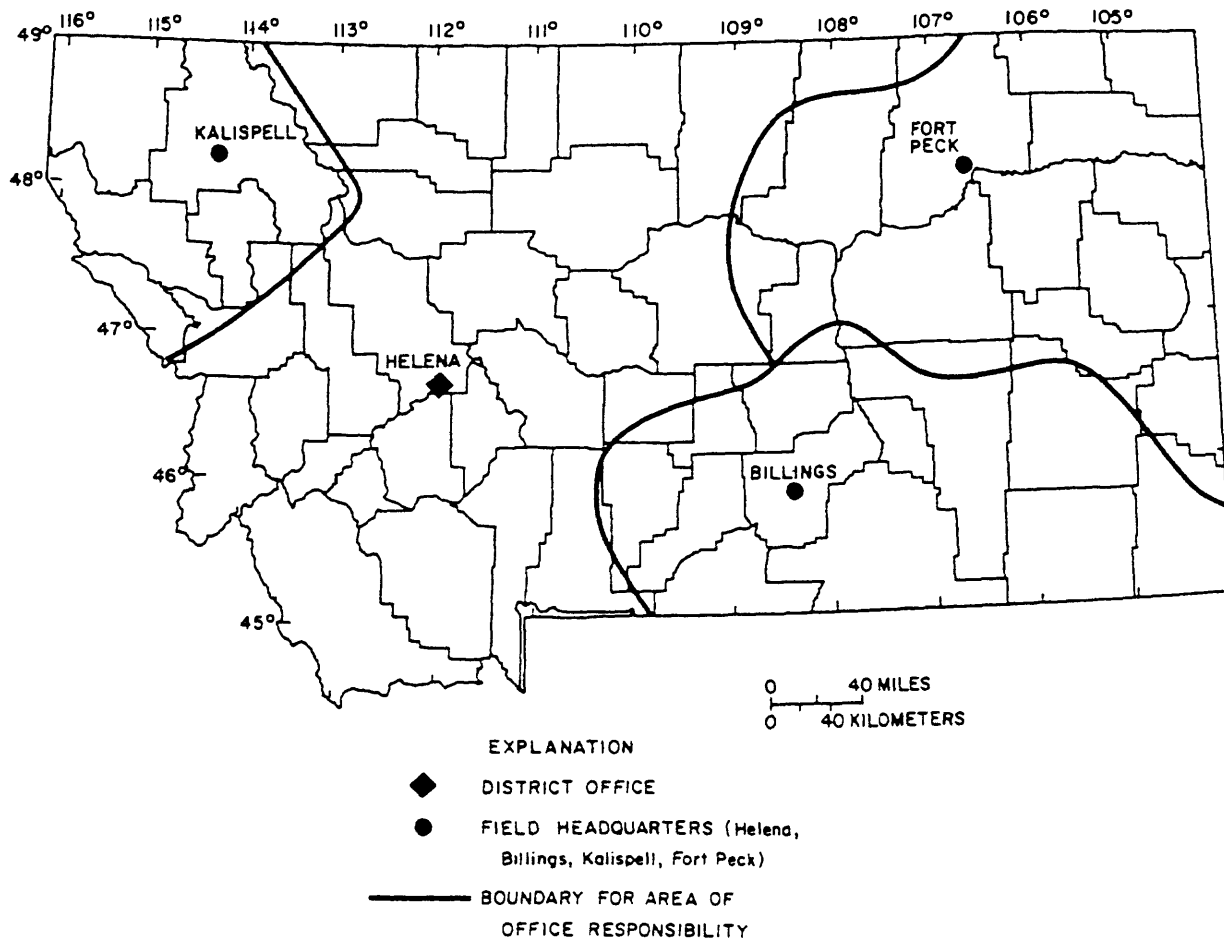 116° 115° 114° 113° 112° 111° 110° 109° 108° 107° 106° 105°
49°
KALISPELL
FORT
PECK
48°
47°
HELENA
46°
BILLINGS
45°
0 40 MILES
0 40 KILOMETERS
EXPLANATION
DISTRICT OFFICE
FIELD HEADQUARTERS (Helena,
Billings, Kalispell, Fort Peck)
BOUNDARY FOR AREA OF
OFFICE RESPONSIBILITY